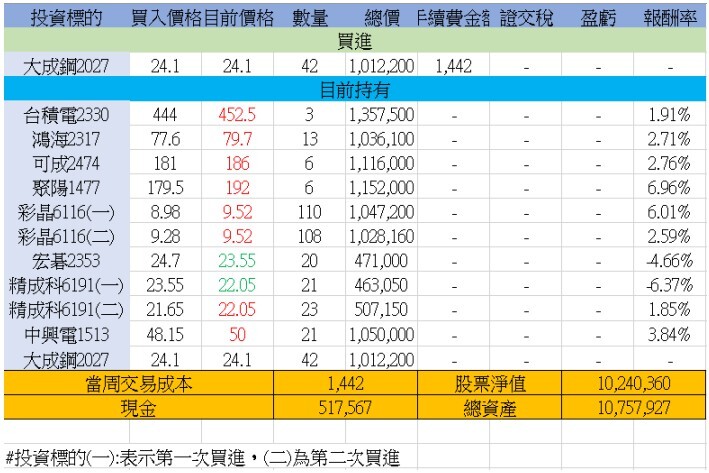 投資標的 買入價格 目前價格 數量 總價 手續費金額 證交稅 盈虧 報酬率
買進
大成鋼2027 24.1 24.1 42 1,012,200 1,442 - - -
目前持有
台積電2330 444 452.5 3 1,357,500 - - - 1.91%
鴻海2317 77.6 79.7 13 1,036,100 - - - 2.71%
可成2474 181 186 6 1,116,000 - - - 2.76%
聚陽1477 179.5 192 6 1,152,000 - - - 6.96%
彩晶6116(一) 8.98 9.52 110 1,047,200 - - - 6.01%
彩晶6116(二) 9.28 9.52 108 1,028,160 - - - 2.59%
宏碁2353 24.7 23.55 20 471,000 - - - -4.66%
精成科6191(一) 23.55 22.05 21 463,050 - - - -6.37%
精成科6191(二) 21.65 22.05 23 507,150 - - - 1.85%
中興電1513 48.15 50 21 1,050,000 - - - 3.84%
大成鋼2027 24.1 24.1 42 1,012,200 - - - -
當周交易成本 1,442 股票淨值 10,240,360
現金 517,567 總資產 10,757,927
#投資標的(一):表示第一次買進，(二)為第二次買進